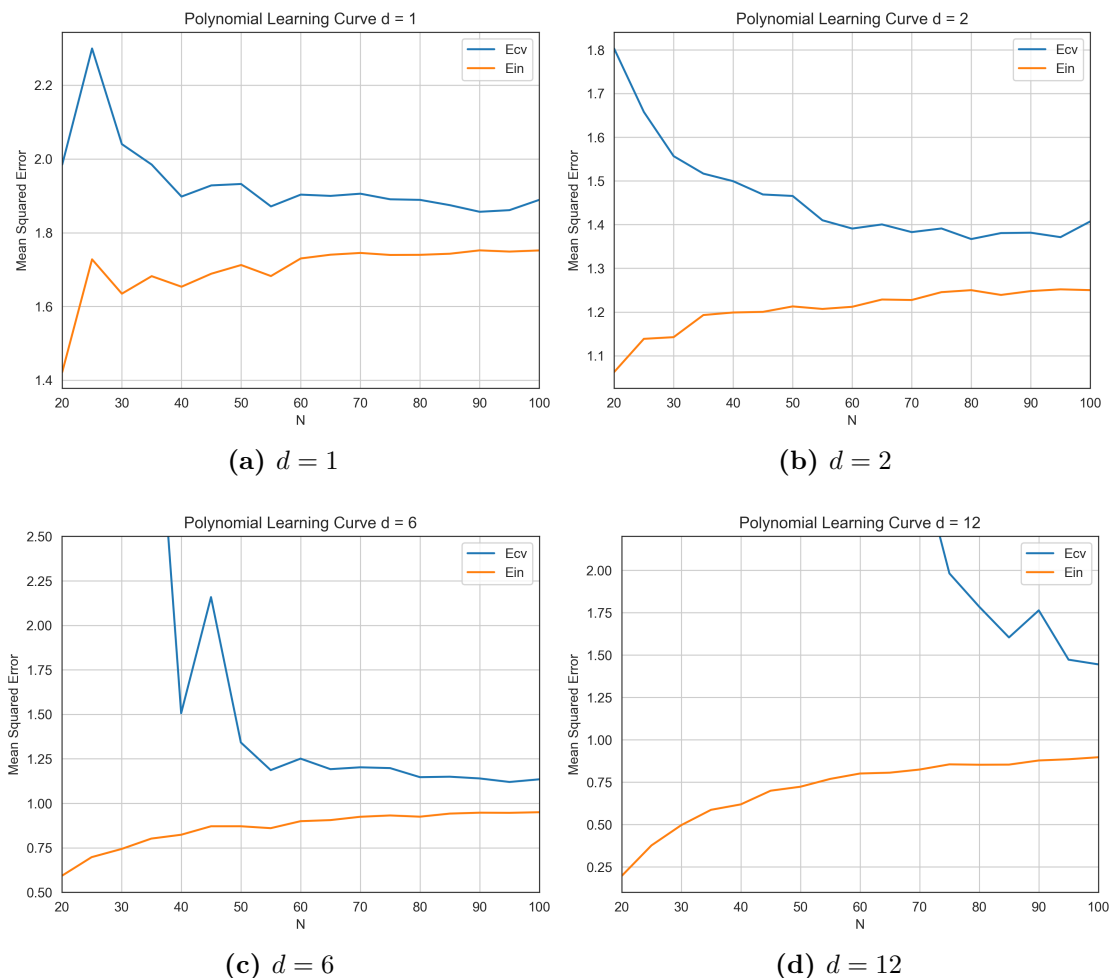 Polynomial Learning Curve d = 1
Ecv
Ein
2.2
2.0
1.8
1.6
1.4
Mean Squared Error
20 30 40 50 60 70 80 90 100
N
(a) d = 1
Polynomial Learning Curve d = 2
Ecv
Ein
1.8
1.7
1.6
1.5
1.4
1.3
1.2
1.1
Mean Squared Error
20 30 40 50 60 70 80 90 100
N
(b) d = 2
Polynomial Learning Curve d = 6
Ecv
Ein
2.50
2.25
2.00
1.75
1.50
1.25
1.00
0.75
0.50
Mean Squared Error
20 30 40 50 60 70 80 90 100
N
(c) d = 6
Polynomial Learning Curve d = 12
Ecv
Ein
2.00
1.75
1.50
1.25
1.00
0.75
0.50
0.25
Mean Squared Error
20 30 40 50 60 70 80 90 100
N
(d) d = 12